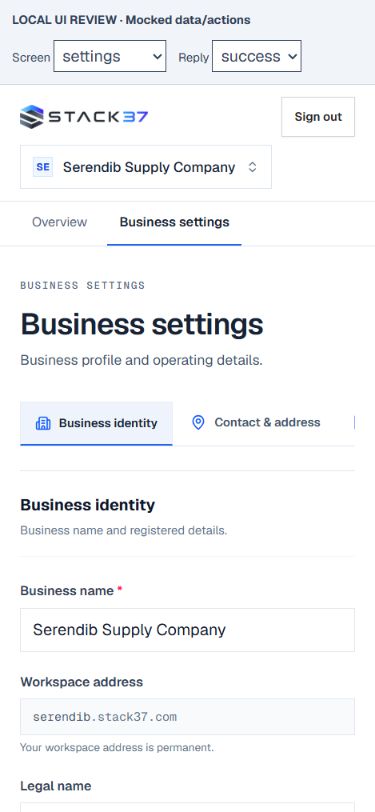 LOCAL UI REVIEW · Mocked data/actions
Screen settings Reply success
STACK37
Sign out
SE Serendib Supply Company
Overview Business settings
BUSINESS SETTINGS
Business settings
Business profile and operating details.
Business identity Contact & address
Business identity
Business name and registered details.
Business name *
Serendib Supply Company
Workspace address
serendib.stack37.com
Your workspace address is permanent.
Legal name